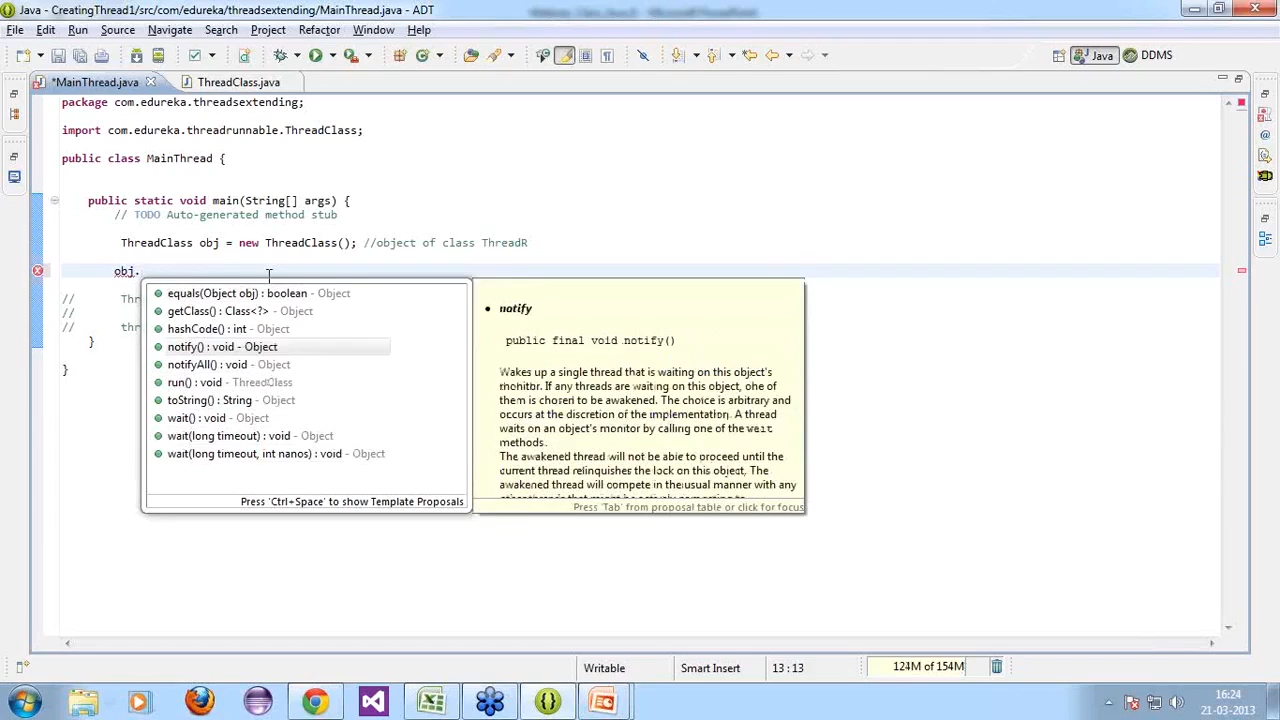 Java - CreatingThread1/src/com/edureka/threadsextending/MainThread.java - ADT
File Edit Source Refactor Navigate Search Project Refactor Window Help
Java DDMS
*MainThread.java ThreadClass.java
package com.edureka.threadsextending;
import com.edureka.threadrunnable.ThreadClass;
public class MainThread {
public static void main(String[] args) {
// TODO Auto-generated method stub
ThreadClass obj = new ThreadClass(); //object of class ThreadR
obj.
// Thr
//
// thr
}
}
equals(Object obj) : boolean - Object
getClass() : Class<?> - Object
hashCode() : int - Object
notify() : void - Object
notifyAll() : void - Object
run() : void - ThreadClass
toString() : String - Object
wait() : void - Object
wait(long timeout) : void - Object
wait(long timeout, int nanos) : void - Object
Press 'Ctrl+Space' to show Template Proposals
notify
public final void notify()
Wakes up a single thread that is waiting on this object's
monitor. If any threads are waiting on this object, one of
them is chosen to be awakened. The choice is arbitrary and
occurs at the discretion of the implementation. A thread
waits on an object's monitor by calling one of the wait
methods.
The awakened thread will not be able to proceed until the
current thread relinquishes the lock on this object. The
awakened thread will compete in the usual manner with any
Press 'Tab' from proposal table or click for focus
Writable Smart Insert 13 : 13 124M of 154M
16:24
21-03-2013